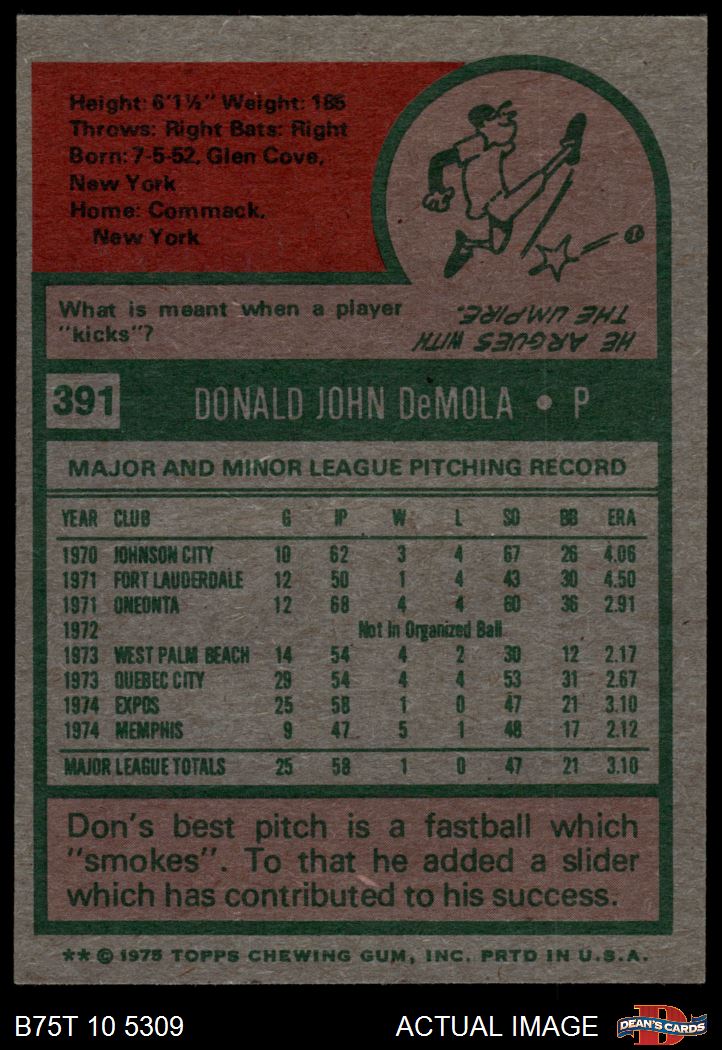 Height: 6'1½" Weight: 185
Throws: Right Bats: Right
Born: 7-5-52, Glen Cove,
New York
Home: Commack,
New York
What is meant when a player
"kicks"?
HE ARGUES WITH
THE UMPIRE.
391 DONALD JOHN DeMOLA • P
MAJOR AND MINOR LEAGUE PITCHING RECORD
YEAR CLUB G IP W L SO BB ERA
1970 JOHNSON CITY 10 62 3 4 67 26 4.06
1971 FORT LAUDERDALE 12 50 1 4 43 30 4.50
1971 ONEONTA 12 68 4 4 60 36 2.91
1972 Not In Organized Ball
1973 WEST PALM BEACH 14 54 4 2 30 12 2.17
1973 QUEBEC CITY 29 54 4 4 53 31 2.67
1974 EXPOS 25 58 1 0 47 21 3.10
1974 MEMPHIS 9 47 5 1 48 17 2.12
MAJOR LEAGUE TOTALS 25 58 1 0 47 21 3.10
Don's best pitch is a fastball which
"smokes". To that he added a slider
which has contributed to his success.
** © 1975 TOPPS CHEWING GUM, INC. PRTD IN U.S.A.
B75T 10 5309 ACTUAL IMAGE
DEAN'S CARDS